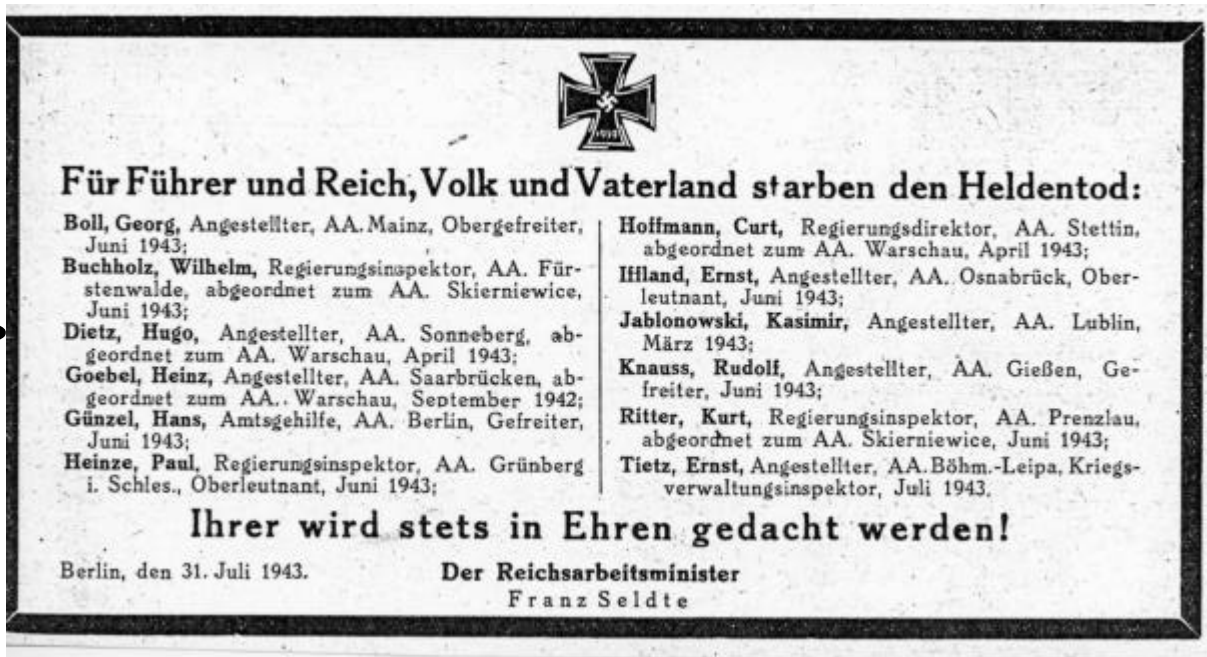 1939
Für Führer und Reich, Volk und Vaterland starben den Heldentod:
Boll, Georg, Angestellter, AA. Mainz, Obergefreiter,
Juni 1943;
Buchholz, Wilhelm, Regierungsinspektor, AA. Für-
stenwalde, abgeordnet zum AA. Skierniewice,
Juni 1943;
Dietz, Hugo, Angestellter, AA. Sonneberg, ab-
geordnet zum AA. Warschau, April 1943;
Goebel, Heinz, Angestellter, AA. Saarbrücken, ab-
geordnet zum AA. Warschau, September 1942;
Günzel, Hans, Amtsgehilfe, AA. Berlin, Gefreiter,
Juni 1943;
Heinze, Paul, Regierungsinspektor, AA. Grünberg
i. Schles., Oberleutnant, Juni 1943;
Hoffmann, Curt, Regierungsdirektor, AA. Stettin,
abgeordnet zum AA. Warschau, April 1943;
Iffland, Ernst, Angestellter, AA. Osnabrück, Ober-
leutnant, Juni 1943;
Jablonowski, Kasimir, Angestellter, AA. Lublin,
März 1943;
Knauss, Rudolf, Angestellter, AA. Gießen, Ge-
freiter, Juni 1943;
Ritter, Kurt, Regierungsinspektor, AA. Prenzlau,
abgeordnet zum AA. Skierniewice, Juni 1943;
Tietz, Ernst, Angestellter, AA. Böhm.-Leipa, Kriegs-
verwaltungsinspektor, Juli 1943.
Ihrer wird stets in Ehren gedacht werden!
Berlin, den 31. Juli 1943.
Der Reichsarbeitsminister
Franz Seldte